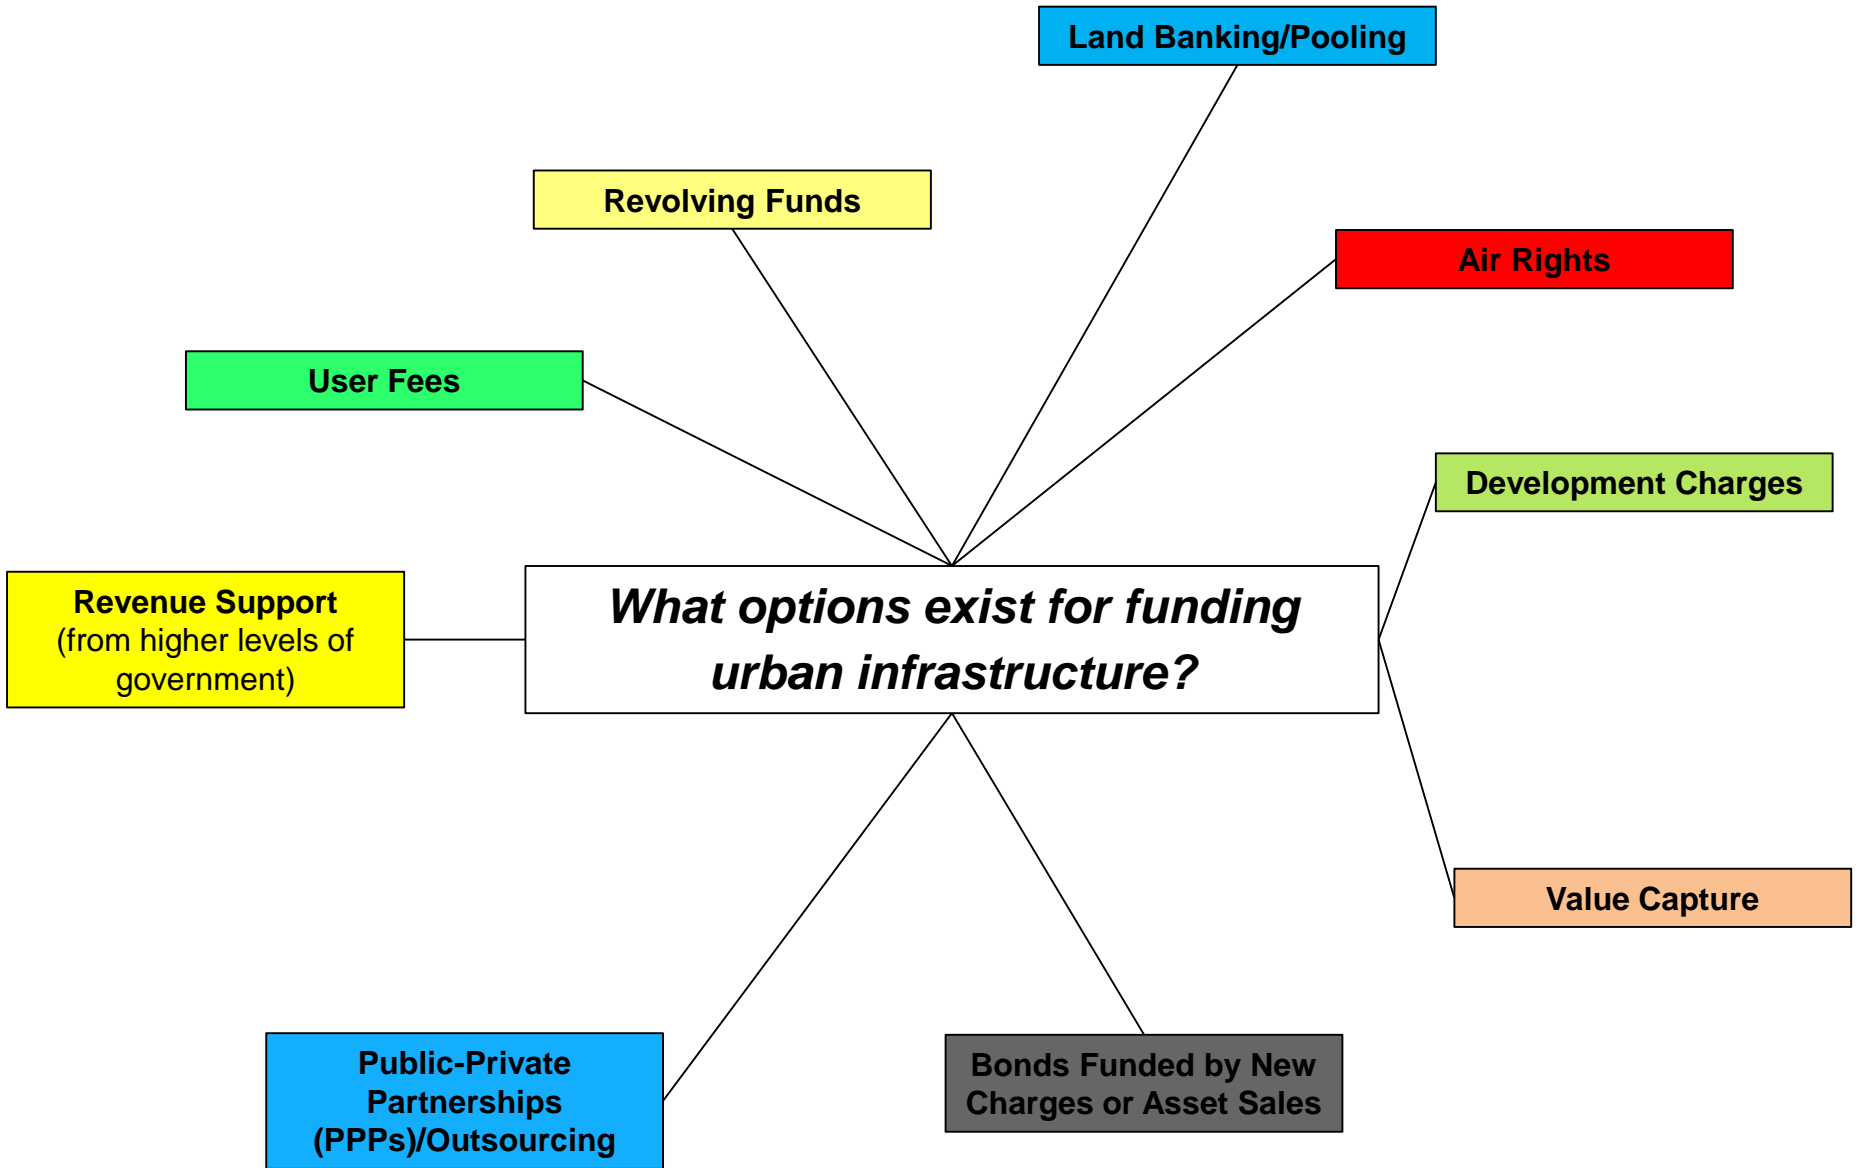 Land Banking/Pooling
Revolving Funds
Air Rights
User Fees
Development Charges
What options exist for funding
urban infrastructure?
Revenue Support
(from higher levels of
government)
Value Capture
Public-Private
Partnerships
(PPPs)/Outsourcing
Bonds Funded by New
Charges or Asset Sales